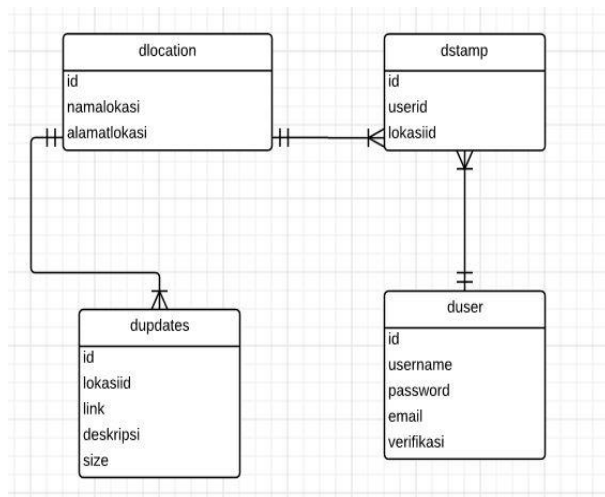 dlocation
id
namalokasi
alamatlokasi
dstamp
id
userid
lokasiid
dupdates
id
lokasiid
link
deskripsi
size
duser
id
username
password
email
verifikasi